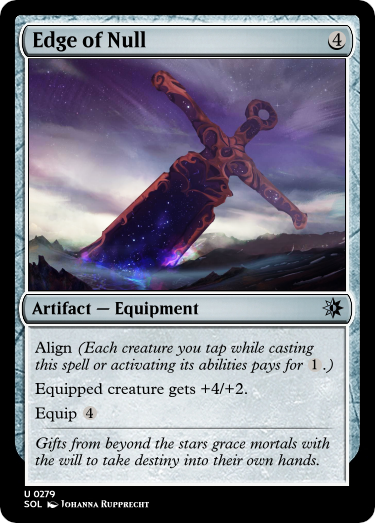 Edge of Null 4
Artifact — Equipment
Align (Each creature you tap while casting
this spell or activating its abilities pays for 1.)
Equipped creature gets +4/+2.
Equip 4
Gifts from beyond the stars grace mortals with
the will to take destiny into their own hands.
U 0279
SOL Johanna Rupprecht